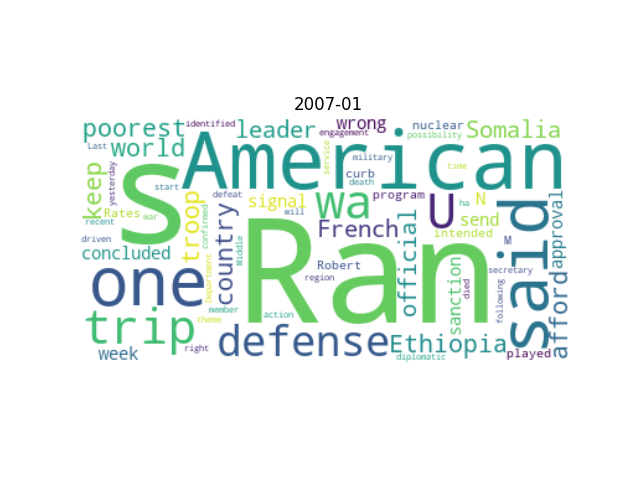 2007-01
poorest
identified
leader
wrong
nuclear
Somalia
Last
world
American
engagement
possibility
keep
yesterday
s
service
military
curb
time
start
death
program
Rates
recent
war
troop
defeat
signal
wa
U
N
ha
send
approval
will
French
intended
driven
concluded
confirmed
country
Ran
official
M
said
Middle
Robert
region
secretary
one
Department
sanction
died
following
afford
trip
member
action
theme
defense
Ethiopia
week
right
diplomatic
played